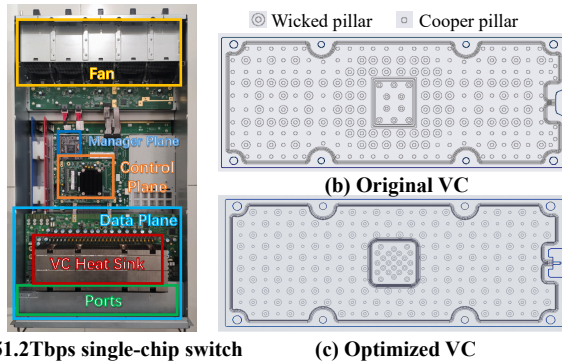 Wicked pillar
Cooper pillar
Fan
Manager Plane
Control
Plane
Data Plane
VC Heat Sink
Ports
(b) Original VC
51.2Tbps single-chip switch
(c) Optimized VC